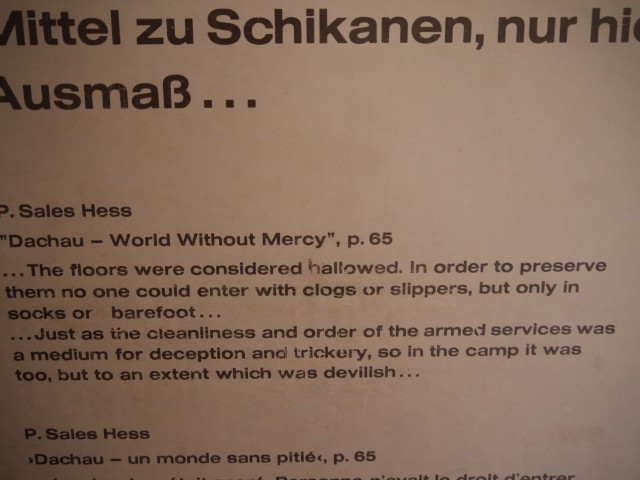 Mittel zu Schikanen, nur hie
Ausmaß...
P. Sales Hess
"Dachau – World Without Mercy", p. 65
...The floors were considered hallowed. In order to preserve
them no one could enter with clogs or slippers, but only in
socks or barefoot...
...Just as the cleanliness and order of the armed services was
a medium for deception and trickery, so in the camp it was
too, but to an extent which was devilish...
P. Sales Hess
›Dachau – un monde sans pitié‹, p. 65